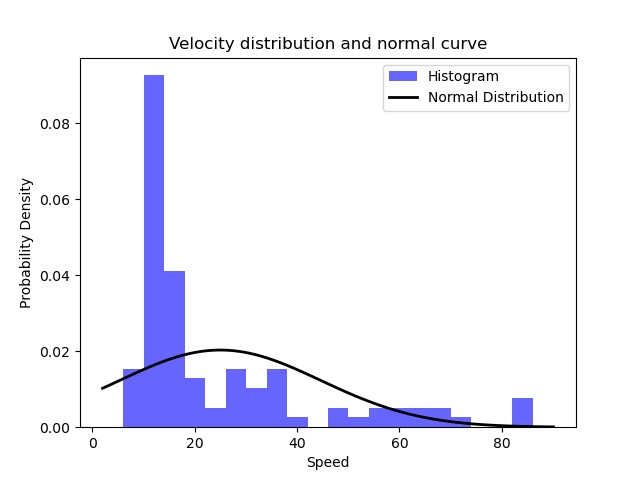 Velocity distribution and normal curve
Histogram
Normal Distribution
Probability Density
0.08
0.06
0.04
0.02
0.00
0 20 40 60 80
Speed